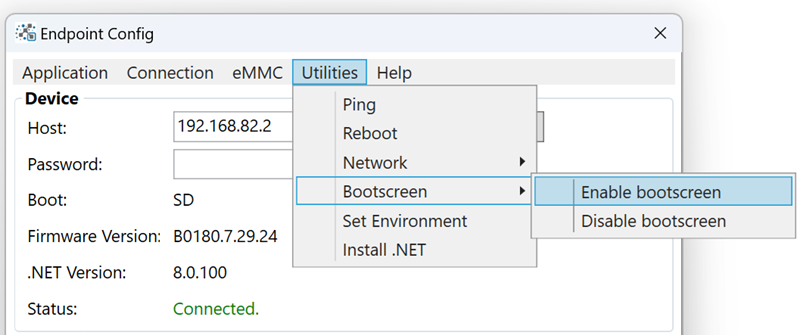 Endpoint Config
Application Connection eMMC Utilities Help
Device
Host: 192.168.82.2
Password:
Boot: SD
Firmware Version: B0180.7.29.24
.NET Version: 8.0.100
Status: Connected.
Ping
Reboot
Network
Bootscreen
Set Environment
Install .NET
Enable bootscreen
Disable bootscreen